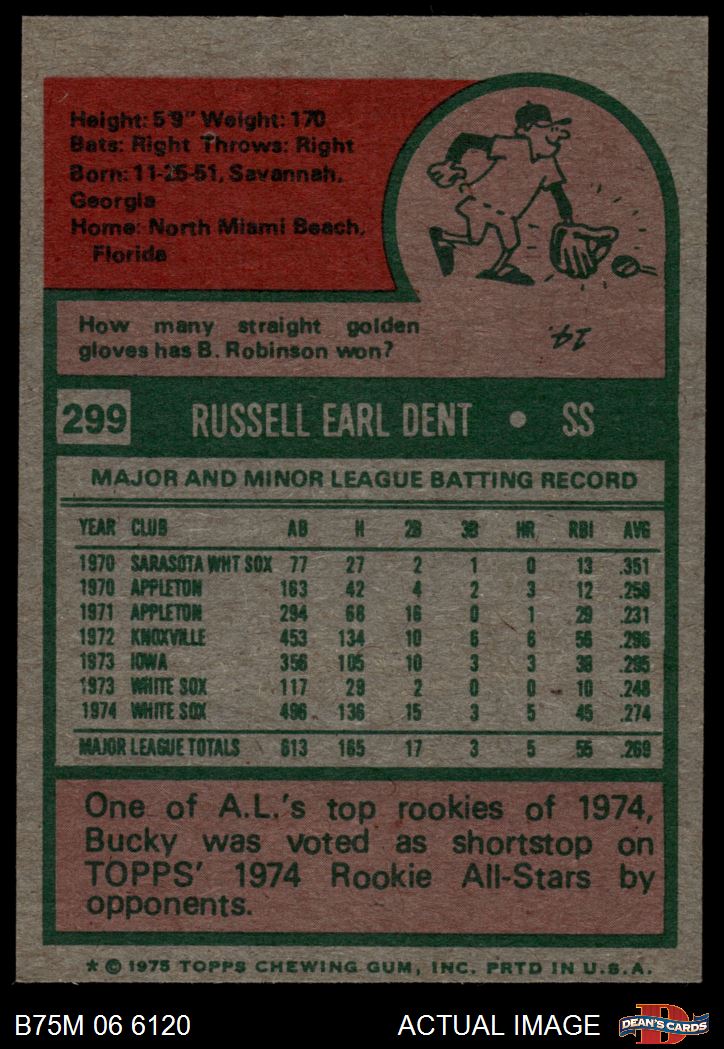 Height: 5'9" Weight: 170
Bats: Right Throws: Right
Born: 11-25-51, Savannah,
Georgia
Home: North Miami Beach,
Florida
How many straight golden
gloves has B. Robinson won?
14.
299 RUSSELL EARL DENT • SS
MAJOR AND MINOR LEAGUE BATTING RECORD
YEAR CLUB AB H 2B 3B HR RBI AVG
1970 SARASOTA WHT SOX 77 27 2 1 0 13 .351
1970 APPLETON 163 42 4 2 3 12 .258
1971 APPLETON 294 68 16 0 1 29 .231
1972 KNOXVILLE 453 134 10 6 6 56 .296
1973 IOWA 356 105 10 3 3 39 .295
1973 WHITE SOX 117 29 2 0 0 10 .248
1974 WHITE SOX 496 136 15 3 5 45 .274
MAJOR LEAGUE TOTALS 613 165 17 3 5 55 .269
One of A.L.'s top rookies of 1974,
Bucky was voted as shortstop on
TOPPS' 1974 Rookie All-Stars by
opponents.
* © 1975 TOPPS CHEWING GUM, INC. PRTD IN U.S.A.
B75M 06 6120 ACTUAL IMAGE
D
DEAN'S CARDS